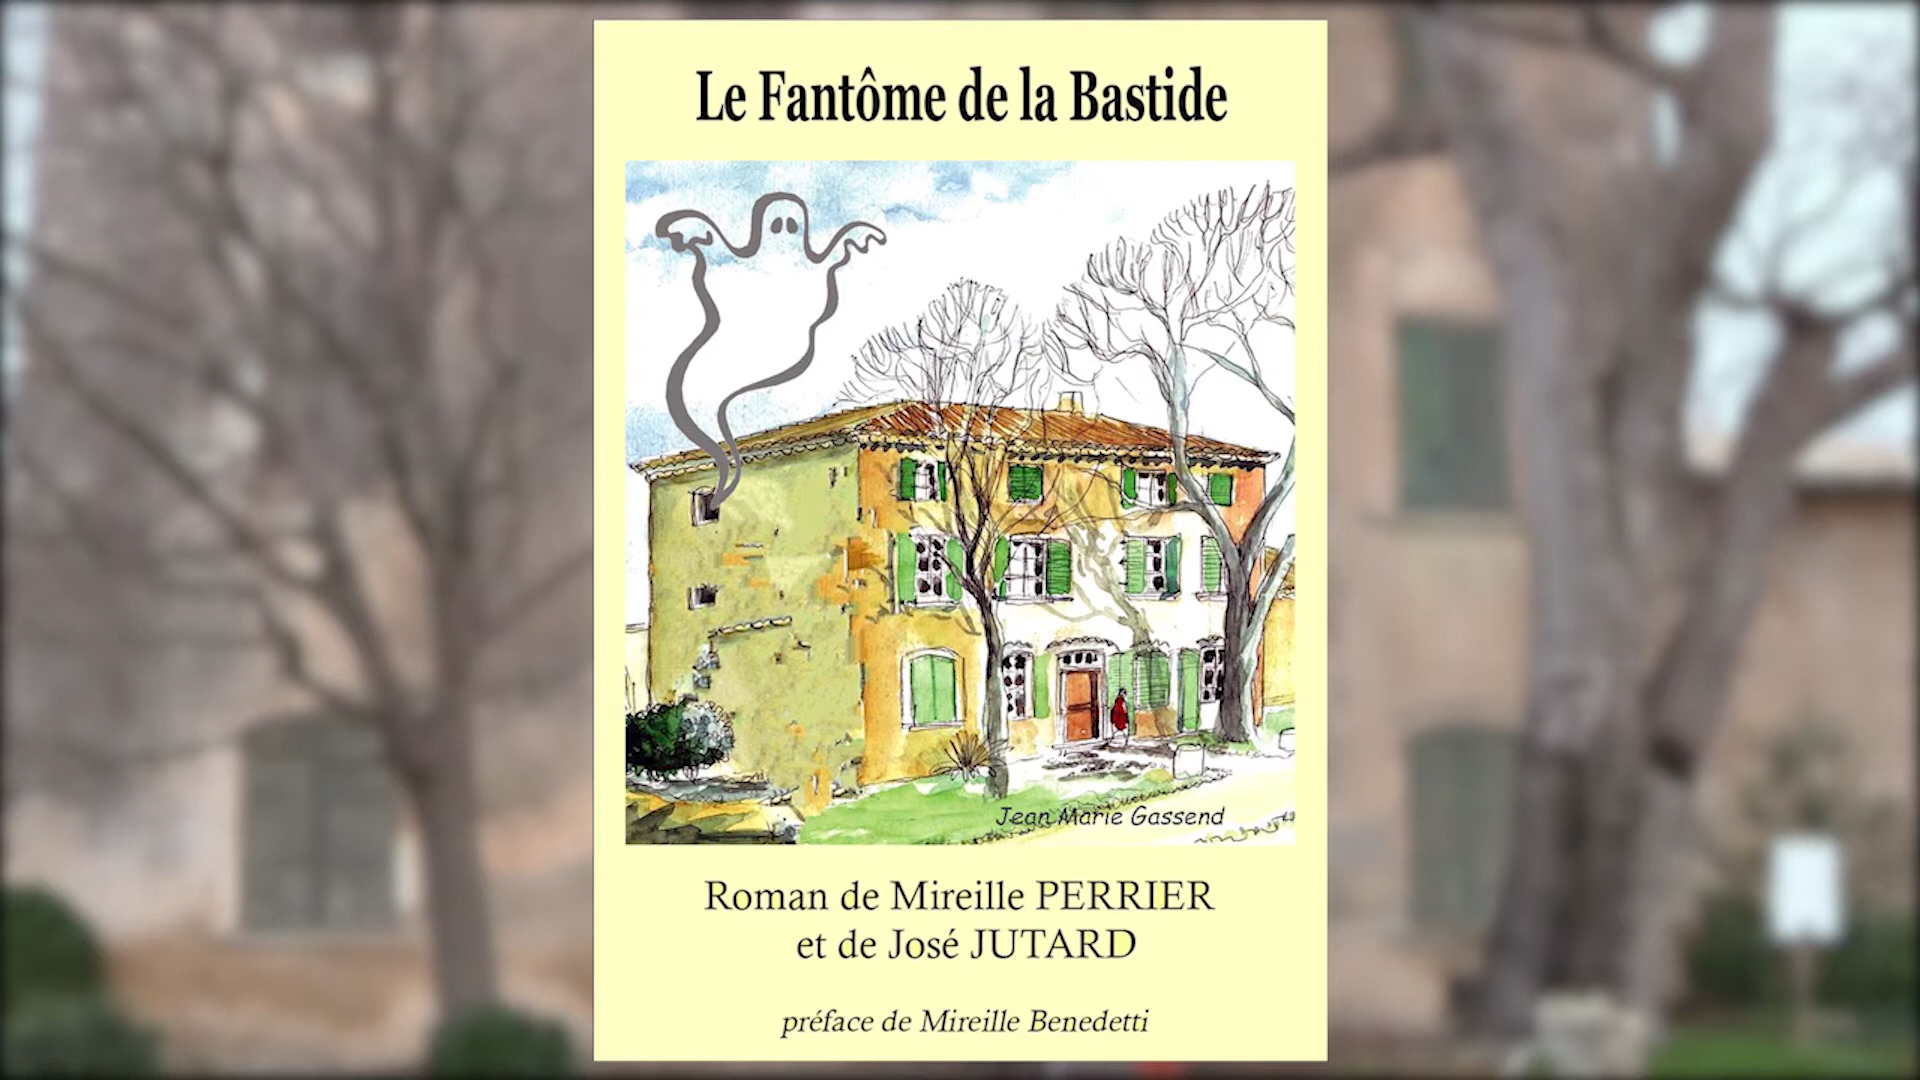 Le Fantôme de la Bastide
Jean Marie Gassend
Roman de Mireille PERRIER
et de José JUTARD
préface de Mireille Benedetti